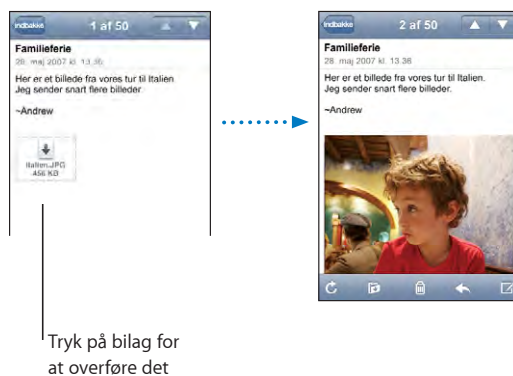 Indbakke
1 af 50
Familieferie
28. maj 2007 kl. 13.38
Her er et billede fra vores tur til Italien.
Jeg sender snart flere billeder.
~Andrew
Italien.JPG
456 KB
Indbakke
2 af 50
Familieferie
28. maj 2007 kl. 13.38
Her er et billede fra vores tur til Italien.
Jeg sender snart flere billeder.
~Andrew
Tryk på bilag for
at overføre det